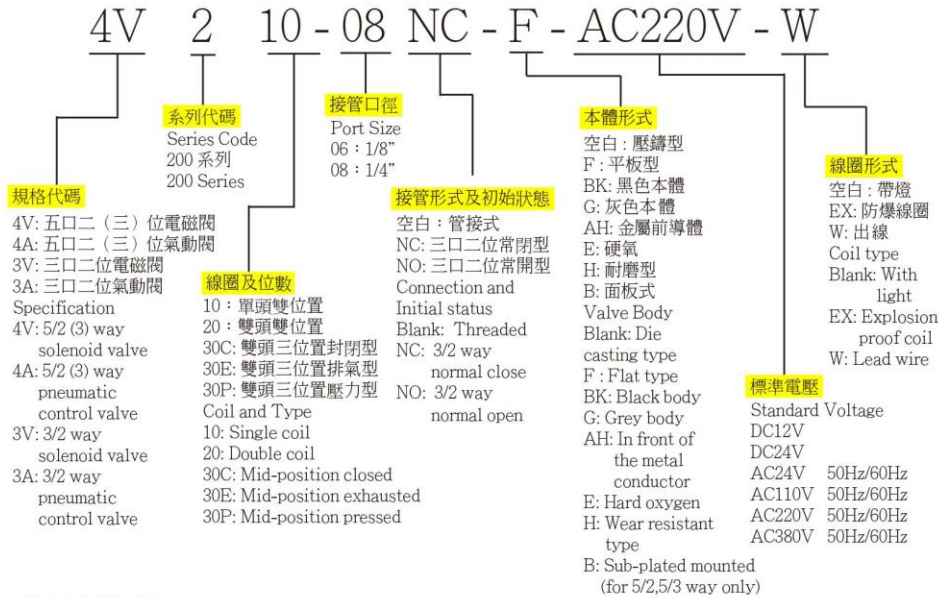 4V 2 10 - 08 NC - F - AC220V - W
規格代碼
4V: 五口二（三）位電磁閥
4A: 五口二（三）位氣動閥
3V: 三口二位電磁閥
3A: 三口二位氣動閥
Specification
4V: 5/2 (3) way
solenoid valve
4A: 5/2 (3) way
pneumatic
control valve
3V: 3/2 way
solenoid valve
3A: 3/2 way
pneumatic
control valve
系列代碼
Series Code
200 系列
200 Series
線圈及位數
10：單頭雙位置
20：雙頭雙位置
30C: 雙頭三位置封閉型
30E: 雙頭三位置排氣型
30P: 雙頭三位置壓力型
Coil and Type
10: Single coil
20: Double coil
30C: Mid-position closed
30E: Mid-position exhausted
30P: Mid-position pressed
接管口徑
Port Size
06：1/8"
08：1/4"
接管形式及初始狀態
空白：管接式
NC: 三口二位常閉型
NO: 三口二位常開型
Connection and
Initial status
Blank: Threaded
NC: 3/2 way
normal close
NO: 3/2 way
normal open
本體形式
空白 : 壓鑄型
F : 平板型
BK: 黑色本體
G: 灰色本體
AH: 金屬前導體
E: 硬氧
H: 耐磨型
B: 面板式
Valve Body
Blank: Die
casting type
F : Flat type
BK: Black body
G: Grey body
AH: In front of
the metal
conductor
E: Hard oxygen
H: Wear resistant
type
B: Sub-plated mounted
(for 5/2,5/3 way only)
標準電壓
Standard Voltage
DC12V
DC24V
AC24V 50Hz/60Hz
AC110V 50Hz/60Hz
AC220V 50Hz/60Hz
AC380V 50Hz/60Hz
線圈形式
空白 : 帶燈
EX: 防爆線圈
W: 出線
Coil type
Blank: With
light
EX: Explosion
proof coil
W: Lead wire